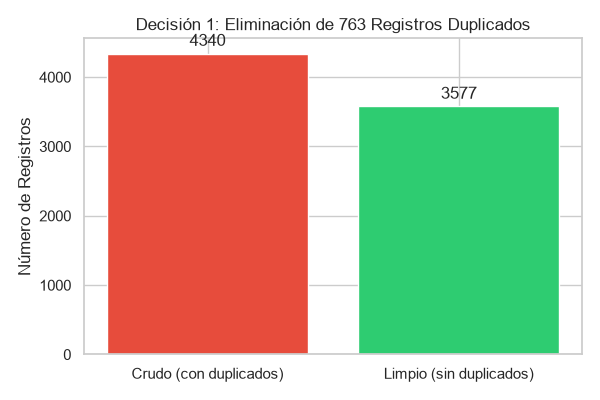 Decisión 1: Eliminación de 763 Registros Duplicados
4340
3577
Número de Registros
4000
3000
2000
1000
0
Crudo (con duplicados)
Limpio (sin duplicados)